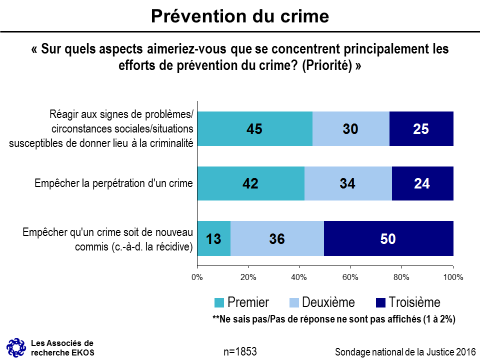 Prévention du crime
« Sur quels aspects aimeriez-vous que se concentrent principalement les
efforts de prévention du crime? (Priorité) »
Réagir aux signes de problèmes/
circonstances sociales/situations
susceptibles de donner lieu à la criminalité
45 30 25
Empêcher la perpétration d'un crime
42 34 24
Empêcher qu'un crime soit de nouveau
commis (c.-à-d. la récidive)
13 36 50
0% 20% 40% 60% 80% 100%
Premier Deuxième Troisième
**Ne sais pas/Pas de réponse ne sont pas affichés (1 à 2%)
Les Associés de
recherche EKOS
n=1853
Sondage national de la Justice 2016